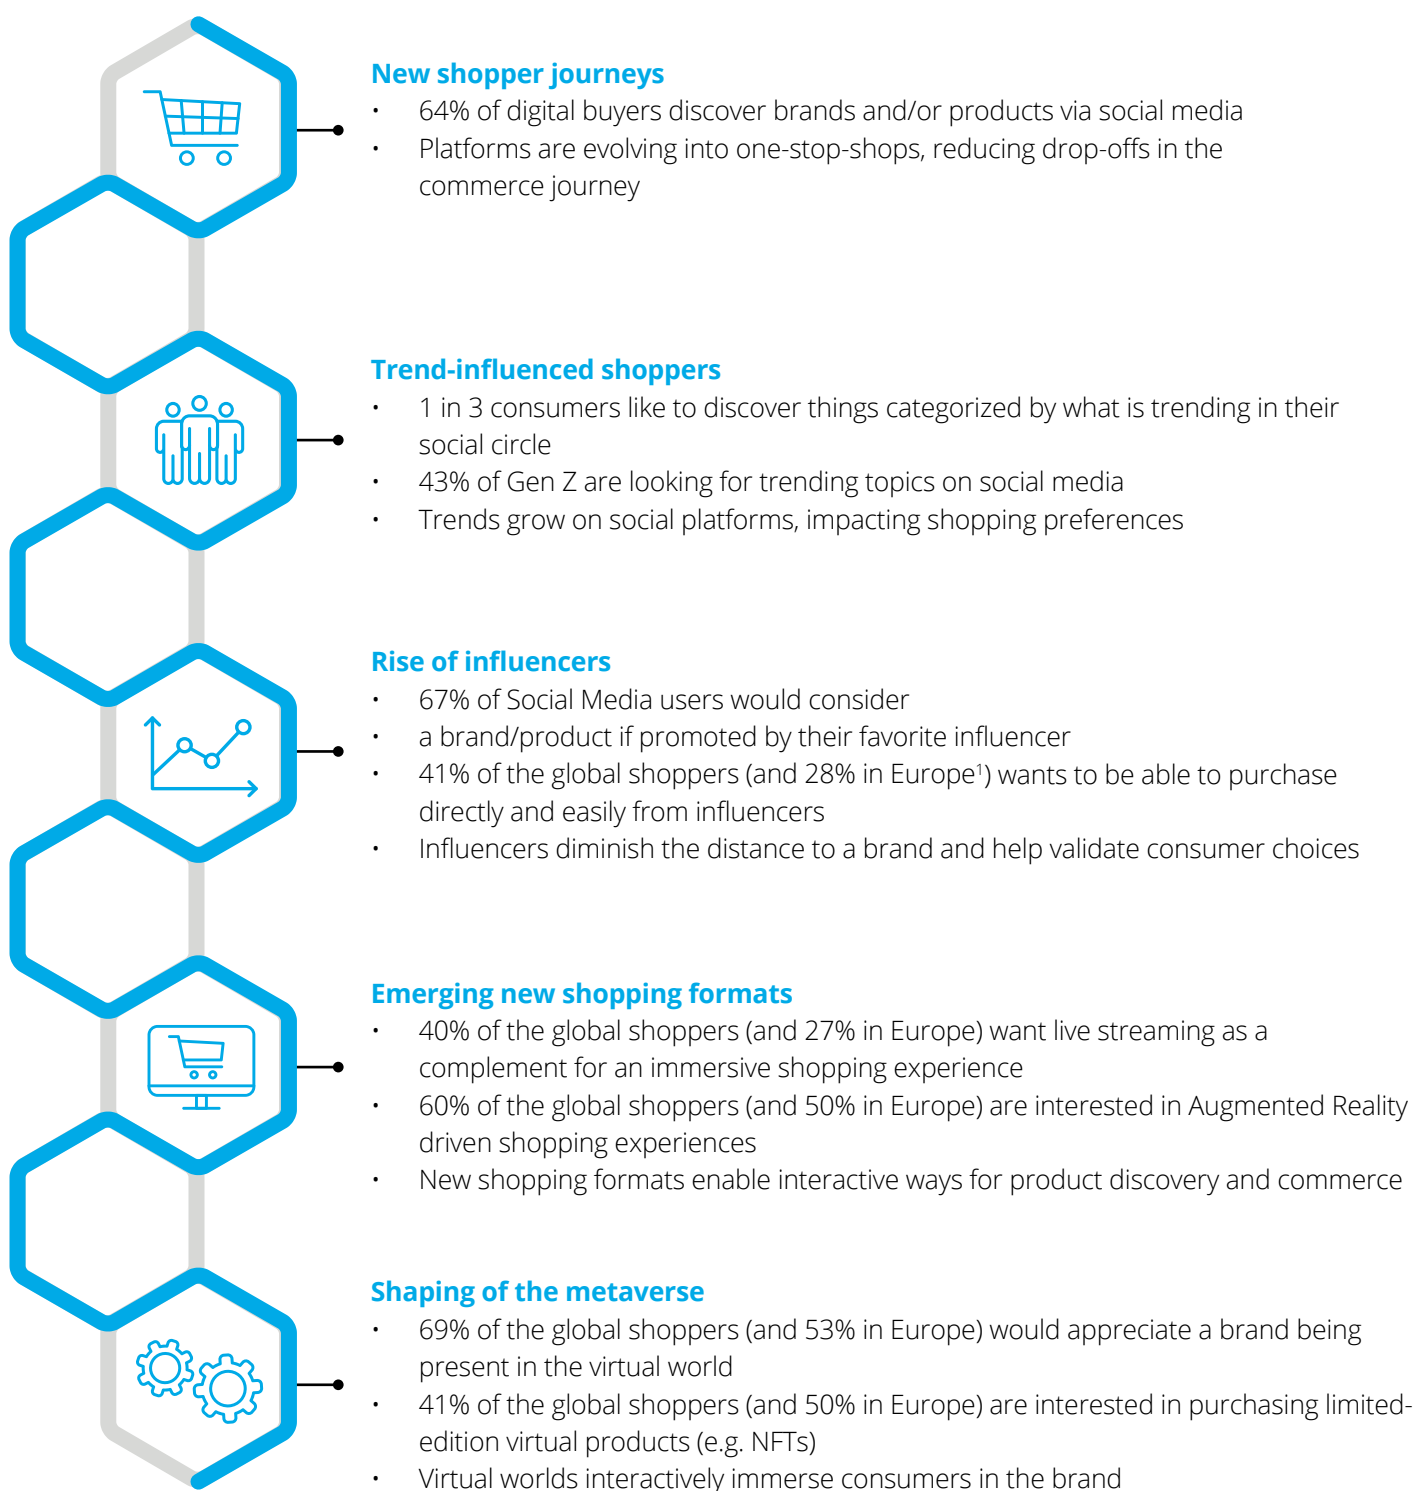 New shopper journeys
• 64% of digital buyers discover brands and/or products via social media
• Platforms are evolving into one-stop-shops, reducing drop-offs in the
commerce journey
Trend-influenced shoppers
• 1 in 3 consumers like to discover things categorized by what is trending in their
social circle
• 43% of Gen Z are looking for trending topics on social media
• Trends grow on social platforms, impacting shopping preferences
Rise of influencers
• 67% of Social Media users would consider
• a brand/product if promoted by their favorite influencer
• 41% of the global shoppers (and 28% in Europe¹) wants to be able to purchase
directly and easily from influencers
• Influencers diminish the distance to a brand and help validate consumer choices
Emerging new shopping formats
• 40% of the global shoppers (and 27% in Europe) want live streaming as a
complement for an immersive shopping experience
• 60% of the global shoppers (and 50% in Europe) are interested in Augmented Reality
driven shopping experiences
• New shopping formats enable interactive ways for product discovery and commerce
Shaping of the metaverse
• 69% of the global shoppers (and 53% in Europe) would appreciate a brand being
present in the virtual world
• 41% of the global shoppers (and 50% in Europe) are interested in purchasing limited-
edition virtual products (e.g. NFTs)
• Virtual worlds interactively immerse consumers in the brand